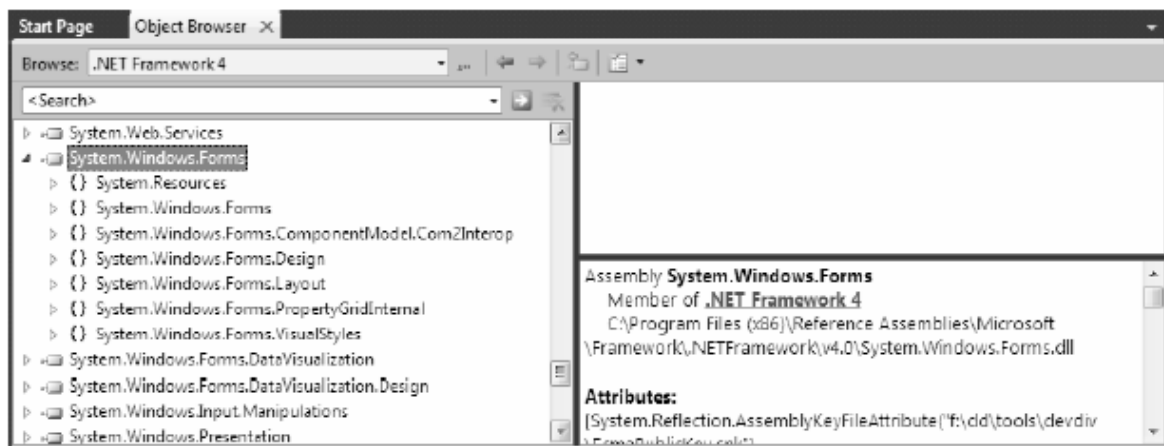 Start Page
Object Browser
Browse: .NET Framework 4
...
<Search>
System.Web.Services
System.Windows.Forms
{} System.Resources
{} System.Windows.Forms
{} System.Windows.Forms.ComponentModel.Com2Interop
{} System.Windows.Forms.Design
{} System.Windows.Forms.Layout
{} System.Windows.Forms.PropertyGridInternal
{} System.Windows.Forms.VisualStyles
System.Windows.Forms.DataVisualization
System.Windows.Forms.DataVisualization.Design
System.Windows.Input.Manipulations
System.Windows.Presentation
Assembly System.Windows.Forms
Member of .NET Framework 4
C:\Program Files (x86)\Reference Assemblies\Microsoft
\Framework\.NETFramework\v4.0\System.Windows.Forms.dll
Attributes:
[System.Reflection.AssemblyKeyFileAttribute("f:\dd\tools\devdiv
\EcmaPublicKey.snk")]